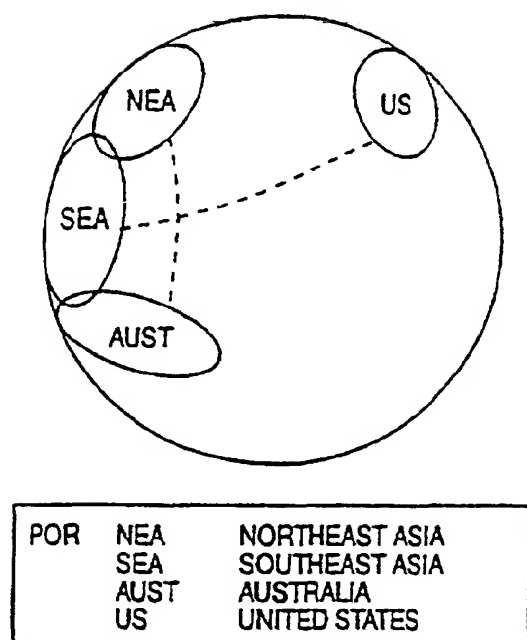 NEA
US
SEA
AUST
POR NEA NORTHEAST ASIA
SEA SOUTHEAST ASIA
AUST AUSTRALIA
US UNITED STATES